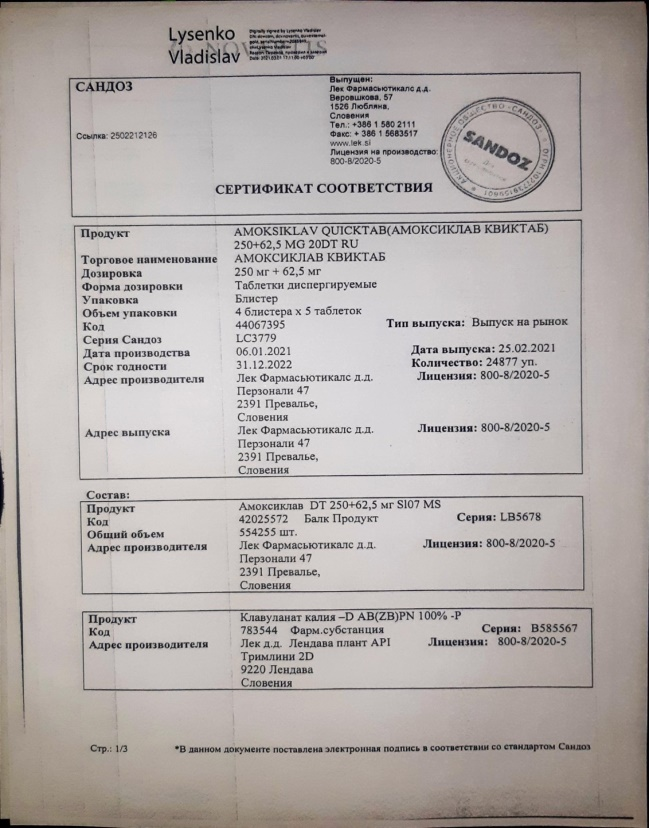 Lysenko
Vladislav
САНДОЗ
Ссылка: 2502212126
Выпущен:
Лек Фармасьютикалс д.д.
Веровшкова, 57
1526 Любляна,
Словения
Тел.: +386 1 580 2111
Факс: + 386 1 5683517
www.lek.si
Лицензия на производство:
800-8/2020-5
АКЦИОНЕРНОЕ ОБЩЕСТВО «САНДОЗ»
SANDOZ
СЕРТИФИКАТ СООТВЕТСТВИЯ
Продукт AMOKSIKLAV QUICKTAB(АМОКСИКЛАВ КВИКТАБ)
250+62,5 MG 20DT RU
Торговое наименование АМОКСИКЛАВ КВИКТАБ
Дозировка 250 мг + 62,5 мг
Форма дозировки Таблетки диспергируемые
Упаковка Блистер
Объем упаковки 4 блистера х 5 таблеток
Код 44067395 Тип выпуска: Выпуск на рынок
Серия Сандоз LC3779
Дата производства 06.01.2021 Дата выпуска: 25.02.2021
Срок годности 31.12.2022 Количество: 24877 уп.
Адрес производителя Лек Фармасьютикалс д.д. Лицензия: 800-8/2020-5
Перзонали 47
2391 Превалье,
Словения
Адрес выпуска Лек Фармасьютикалс д.д. Лицензия: 800-8/2020-5
Перзонали 47
2391 Превалье,
Словения
Состав:
Продукт Амоксиклав DT 250+62,5 мг SI07 MS
Код 42025572 Балк Продукт Серия: LB5678
Общий объем 554255 шт.
Адрес производителя Лек Фармасьютикалс д.д. Лицензия: 800-8/2020-5
Перзонали 47
2391 Превалье,
Словения
Продукт Клавуланат калия –D AB(ZB)PN 100% -P
Код 783544 Фарм.субстанция Серия: B585567
Адрес производителя Лек д.д. Лендава плант API Лицензия: 800-8/2020-5
Тримлини 2D
9220 Лендава
Словения
Стр.: 1/3 *В данном документе поставлена электронная подпись в соответствии со стандартом Сандоз